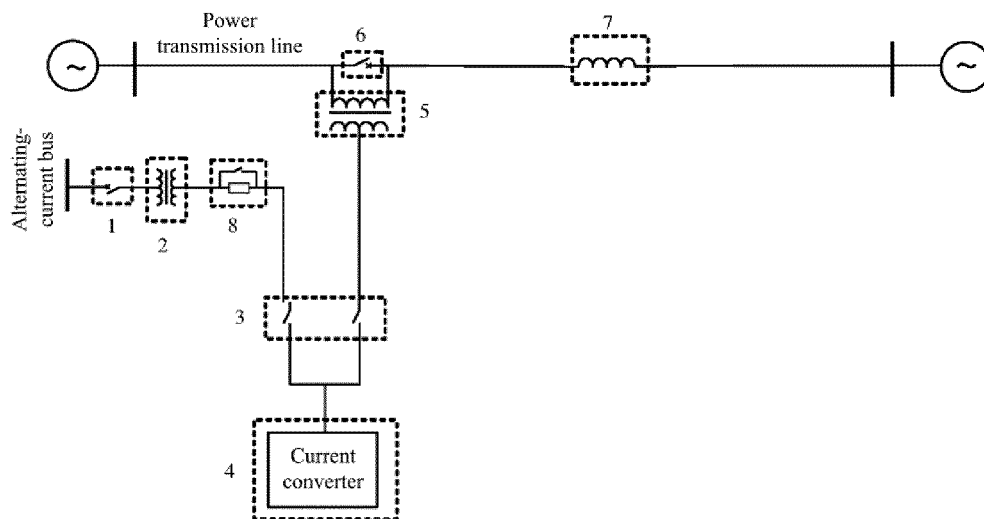 Power
transmission line
6
7
5
Alternating-
current bus
1
2
8
3
4
Current
converter